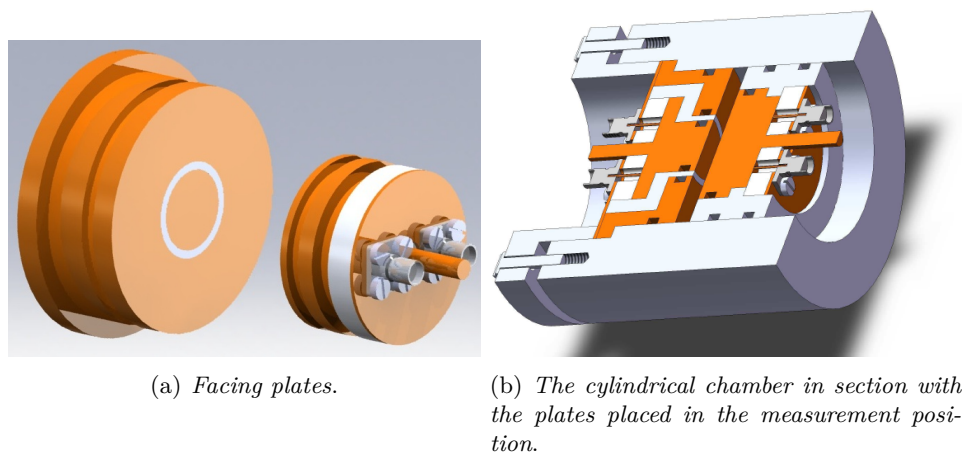 (a) Facing plates.
(b) The cylindrical chamber in section with
the plates placed in the measurement posi-
tion.